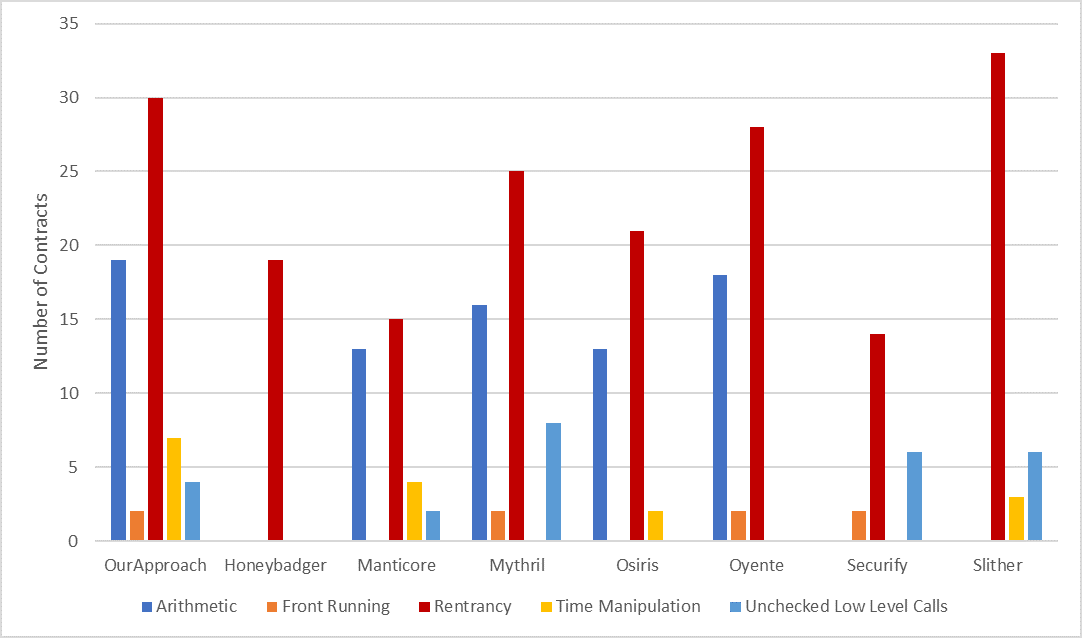 35
30
25
20
15
10
5
0
Number of Contracts
OurApproach Honeybadger Manticore Mythril Osiris Oyente Securify Slither
Arithmetic Front Running Rentrancy Time Manipulation Unchecked Low Level Calls